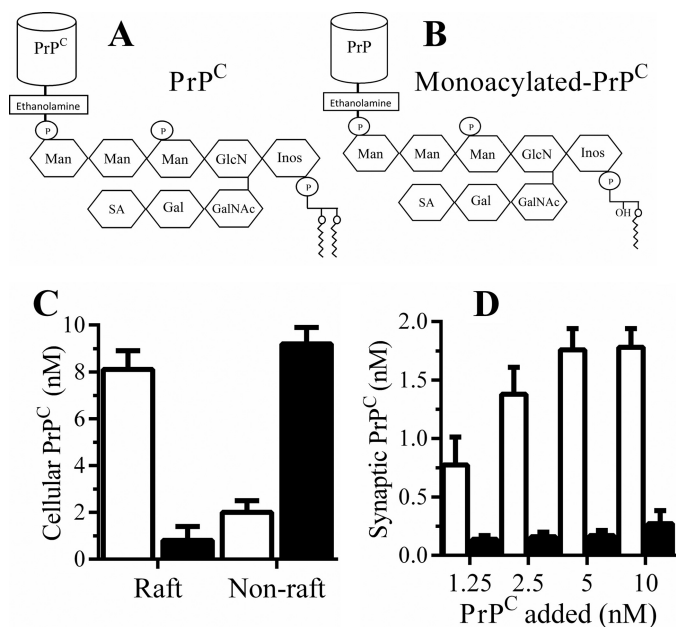 A
PrP^C
PrP^C
Ethanolamine
P
P
Man
Man
Man
GlcN
Inos
P
SA
Gal
GalNAc
B
PrP
Monoacylated-PrP^C
Ethanolamine
P
P
Man
Man
Man
GlcN
Inos
P
SA
Gal
GalNAc
OH
C
Cellular PrP^C (nM)
10
8
6
4
2
0
Raft Non-raft
D
Synaptic PrP^C (nM)
2.0
1.5
1.0
0.5
0.0
1.25 2.5 5 10
PrP^C added (nM)